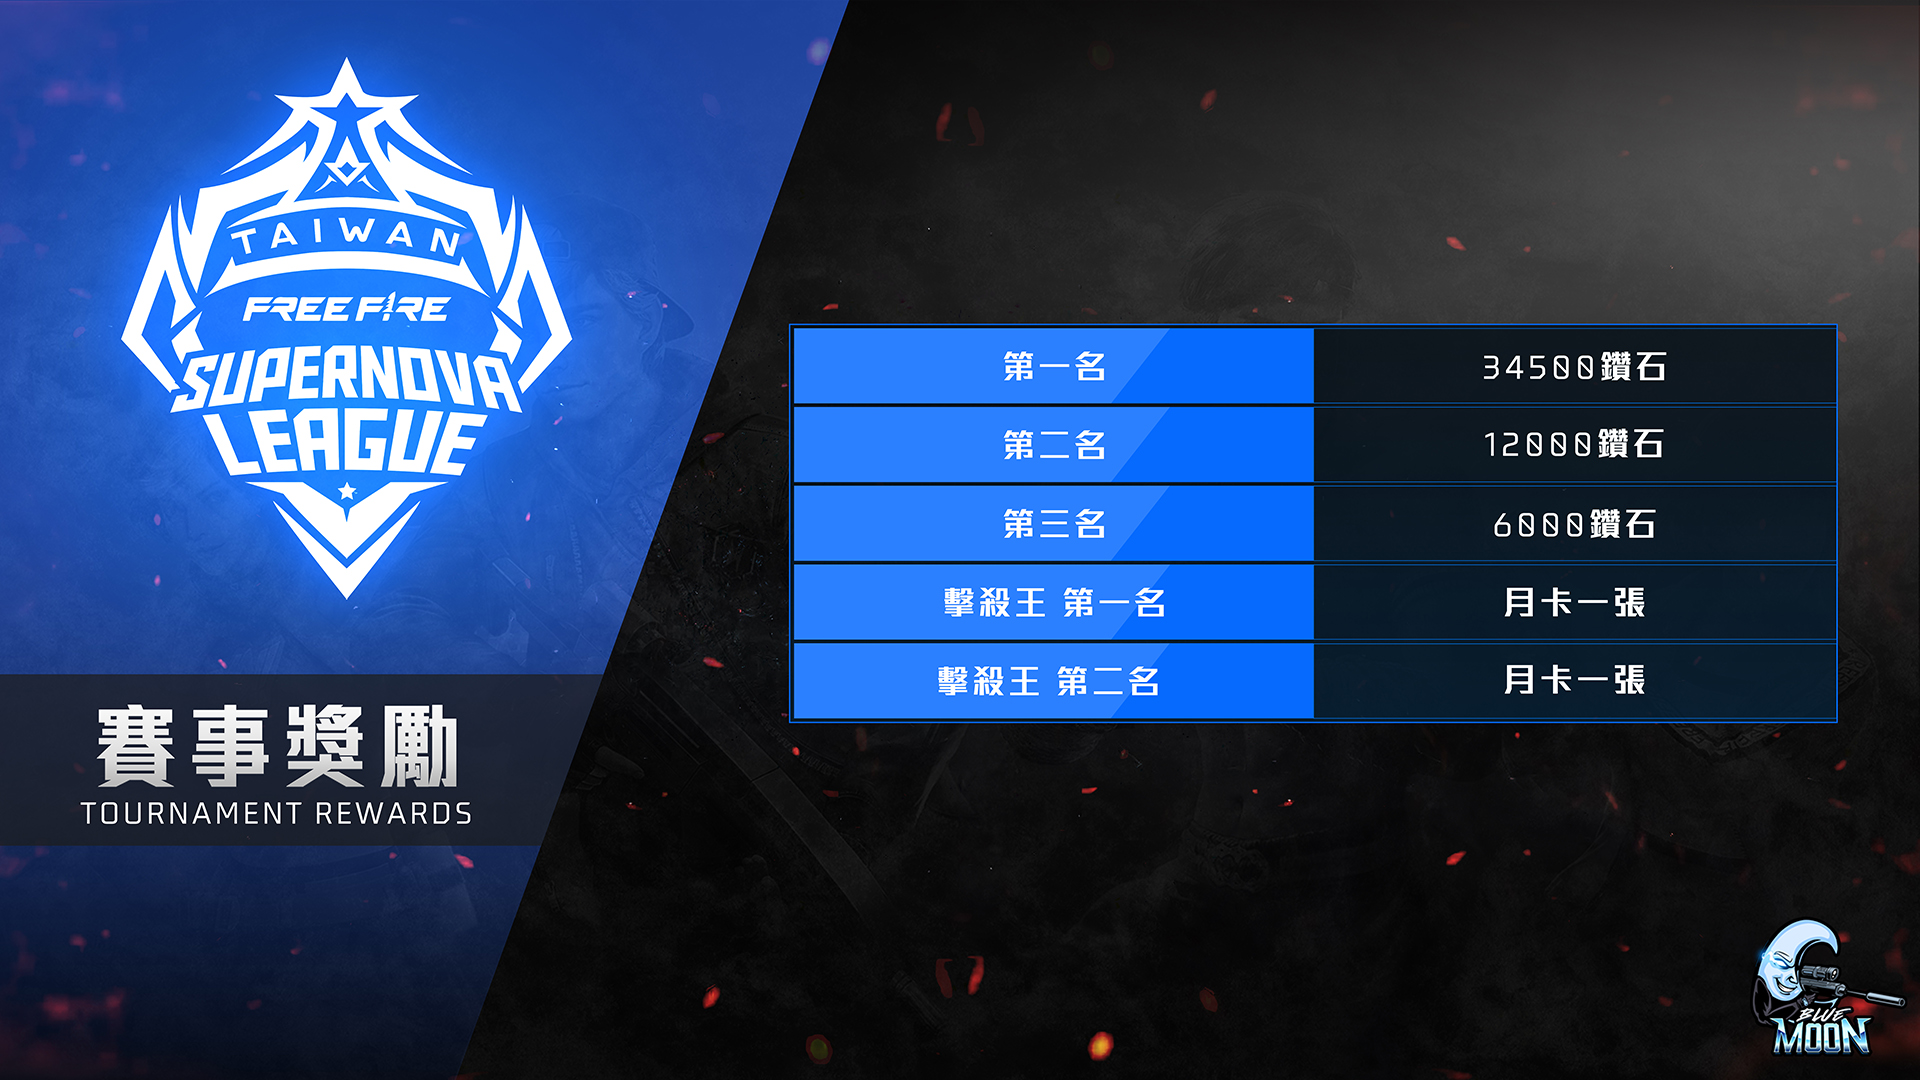 TAIWAN
FREE FIRE
SUPERNOVA
LEAGUE
賽事獎勵
TOURNAMENT REWARDS
第一名 34500鑽石
第二名 12000鑽石
第三名 6000鑽石
擊殺王 第一名 月卡一張
擊殺王 第二名 月卡一張
BLUE
MOON